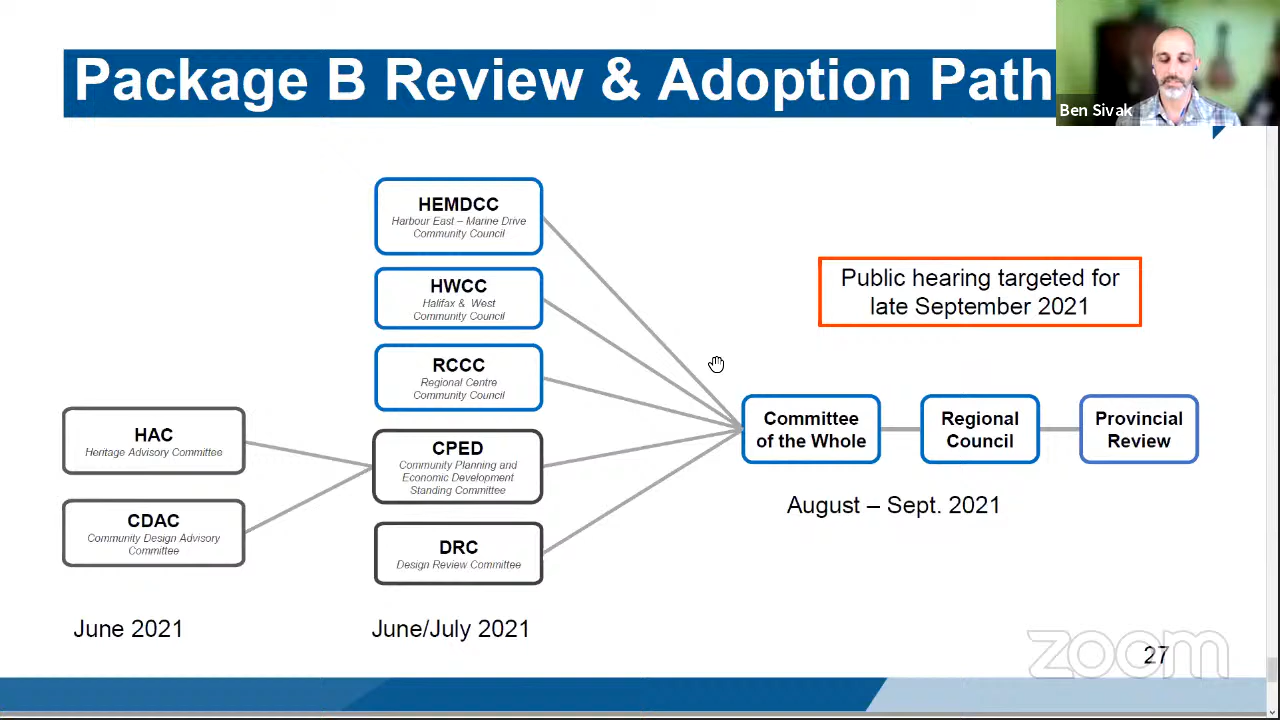 Package B Review & Adoption Path
Ben Sivak
HEMDCC
Harbour East – Marine Drive
Community Council
HWCC
Halifax & West
Community Council
RCCC
Regional Centre
Community Council
CPED
Community Planning and
Economic Development
Standing Committee
DRC
Design Review Committee
HAC
Heritage Advisory Committee
CDAC
Community Design Advisory
Committee
Public hearing targeted for
late September 2021
Committee
of the Whole
Regional
Council
Provincial
Review
August – Sept. 2021
June 2021
June/July 2021
zoom
27